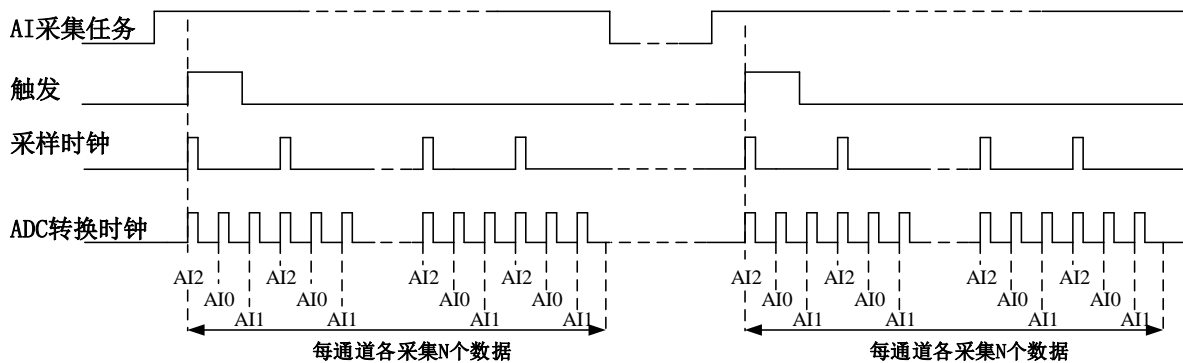 AI采集任务
触发
采样时钟
ADC转换时钟
AI2 AI2 AI2 AI2 AI2 AI2 AI2 AI2
AI0 AI0 AI0 AI0 AI0 AI0 AI0 AI0
AI1 AI1 AI1 AI1 AI1 AI1 AI1 AI1
每通道各采集N个数据 每通道各采集N个数据